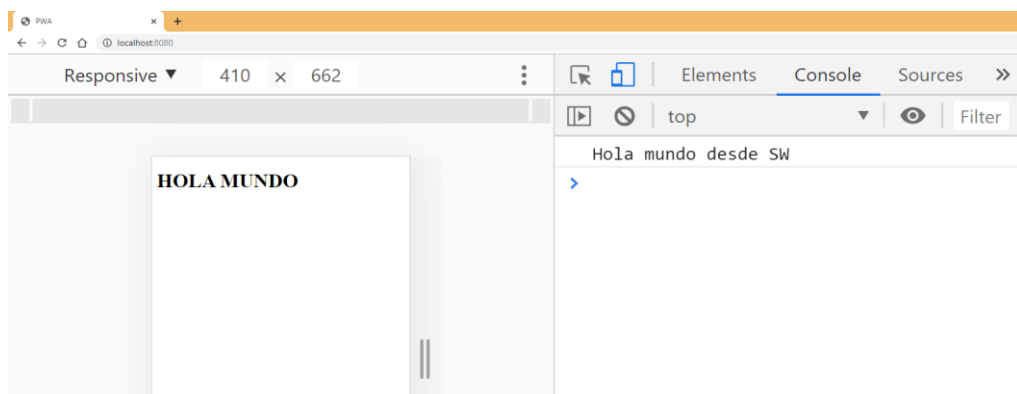 PWA
localhost:8080
Responsive ▼ 410 × 662
Elements Console Sources »
top ▼ Filter
Hola mundo desde SW
>
HOLA MUNDO